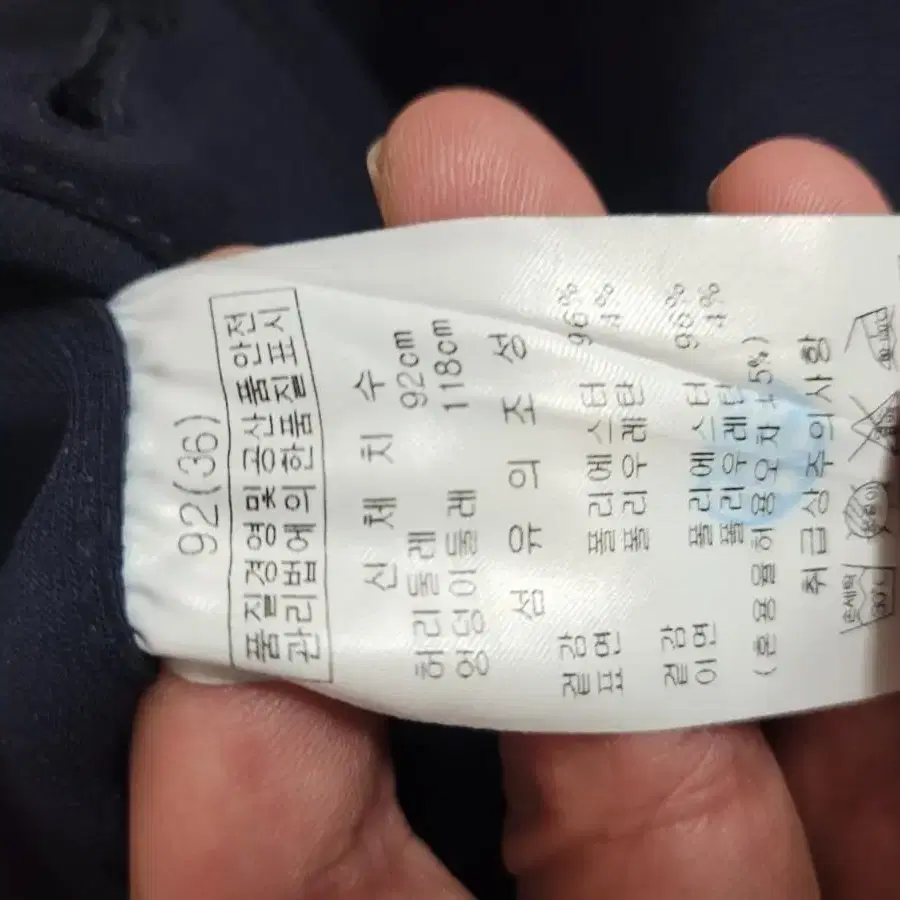 92(36)
품질경영및공산품안전
관리법에의한품질표시
신체치수
허리둘레 92cm
엉덩이둘레 118cm
섬유의조성
겉감 폴리에스터 96%
표면 폴리우레탄 4%
겉감 폴리에스터 96%
이면 폴리우레탄 4%
(혼용율허용오차 ±5%)
취급상주의사항
손세탁